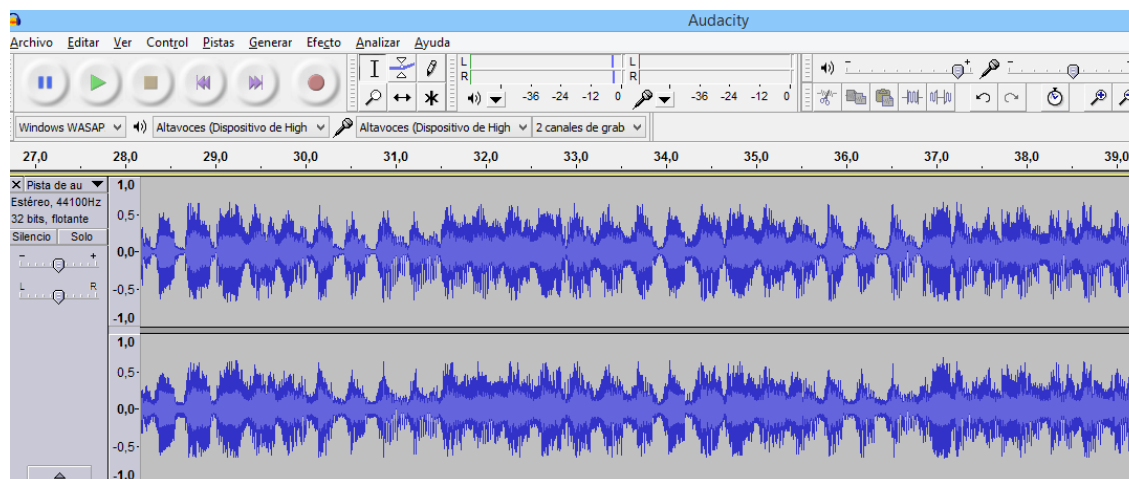 Audacity
Archivo Editar Ver Control Pistas Generar Efecto Analizar Ayuda
L
R
L
R
-36 -24 -12 0
-36 -24 -12 0
- +
-
Windows WASAP
Altavoces (Dispositivo de High
Altavoces (Dispositivo de High
2 canales de grab
27,0 28,0 29,0 30,0 31,0 32,0 33,0 34,0 35,0 36,0 37,0 38,0 39,0
X Pista de au
Estéreo, 44100Hz
32 bits, flotante
Silencio Solo
- +
L R
1,0
0,5-
0,0-
-0,5-
-1,0
1,0
0,5-
0,0-
-0,5-
-1,0